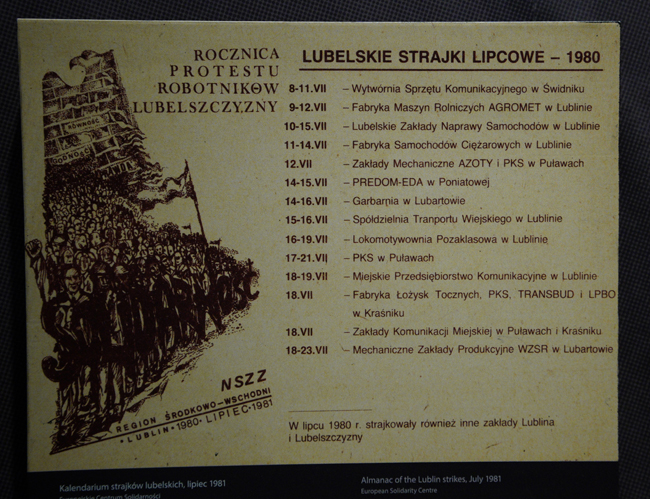 ROCZNICA
PROTESTU
ROBOTNIKÓW
LUBELSZCZYZNY
RÓWNOŚĆ
GODNOŚĆ
SOLIDARNOŚĆ
NSZZ
REGION ŚRODKOWO-WSCHODNI
•LUBLIN•1980•LIPIEC•1981
LUBELSKIE STRAJKI LIPCOWE – 1980
8-11.VII – Wytwórnia Sprzętu Komunikacyjnego w Świdniku
9-12.VII – Fabryka Maszyn Rolniczych AGROMET w Lublinie
10-15.VII – Lubelskie Zakłady Naprawy Samochodów w Lublinie
11-14.VII – Fabryka Samochodów Ciężarowych w Lublinie
12.VII – Zakłady Mechaniczne AZOTY i PKS w Puławach
14-15.VII – PREDOM-EDA w Poniatowej
14-16.VII – Garbarnia w Lubartowie
15-16.VII – Spółdzielnia Tranportu Wiejskiego w Lublinie
16-19.VII – Lokomotywownia Pozaklasowa w Lublinie
17-21.VII – PKS w Puławach
18-19.VII – Miejskie Przedsiębiorstwo Komunikacyjne w Lublinie
18.VII – Fabryka Łożysk Tocznych, PKS, TRANSBUD i LPBO
w Kraśniku
18.VII – Zakłady Komunikacji Miejskiej w Puławach i Kraśniku
18-23.VII – Mechaniczne Zakłady Produkcyjne WZSR w Lubartowie
W lipcu 1980 r. strajkowały również inne zakłady Lublina
i Lubelszczyzny
Kalendarium strajków lubelskich, lipiec 1981
Europejskie Centrum Solidarności
Almanac of the Lublin strikes, July 1981
European Solidarity Centre